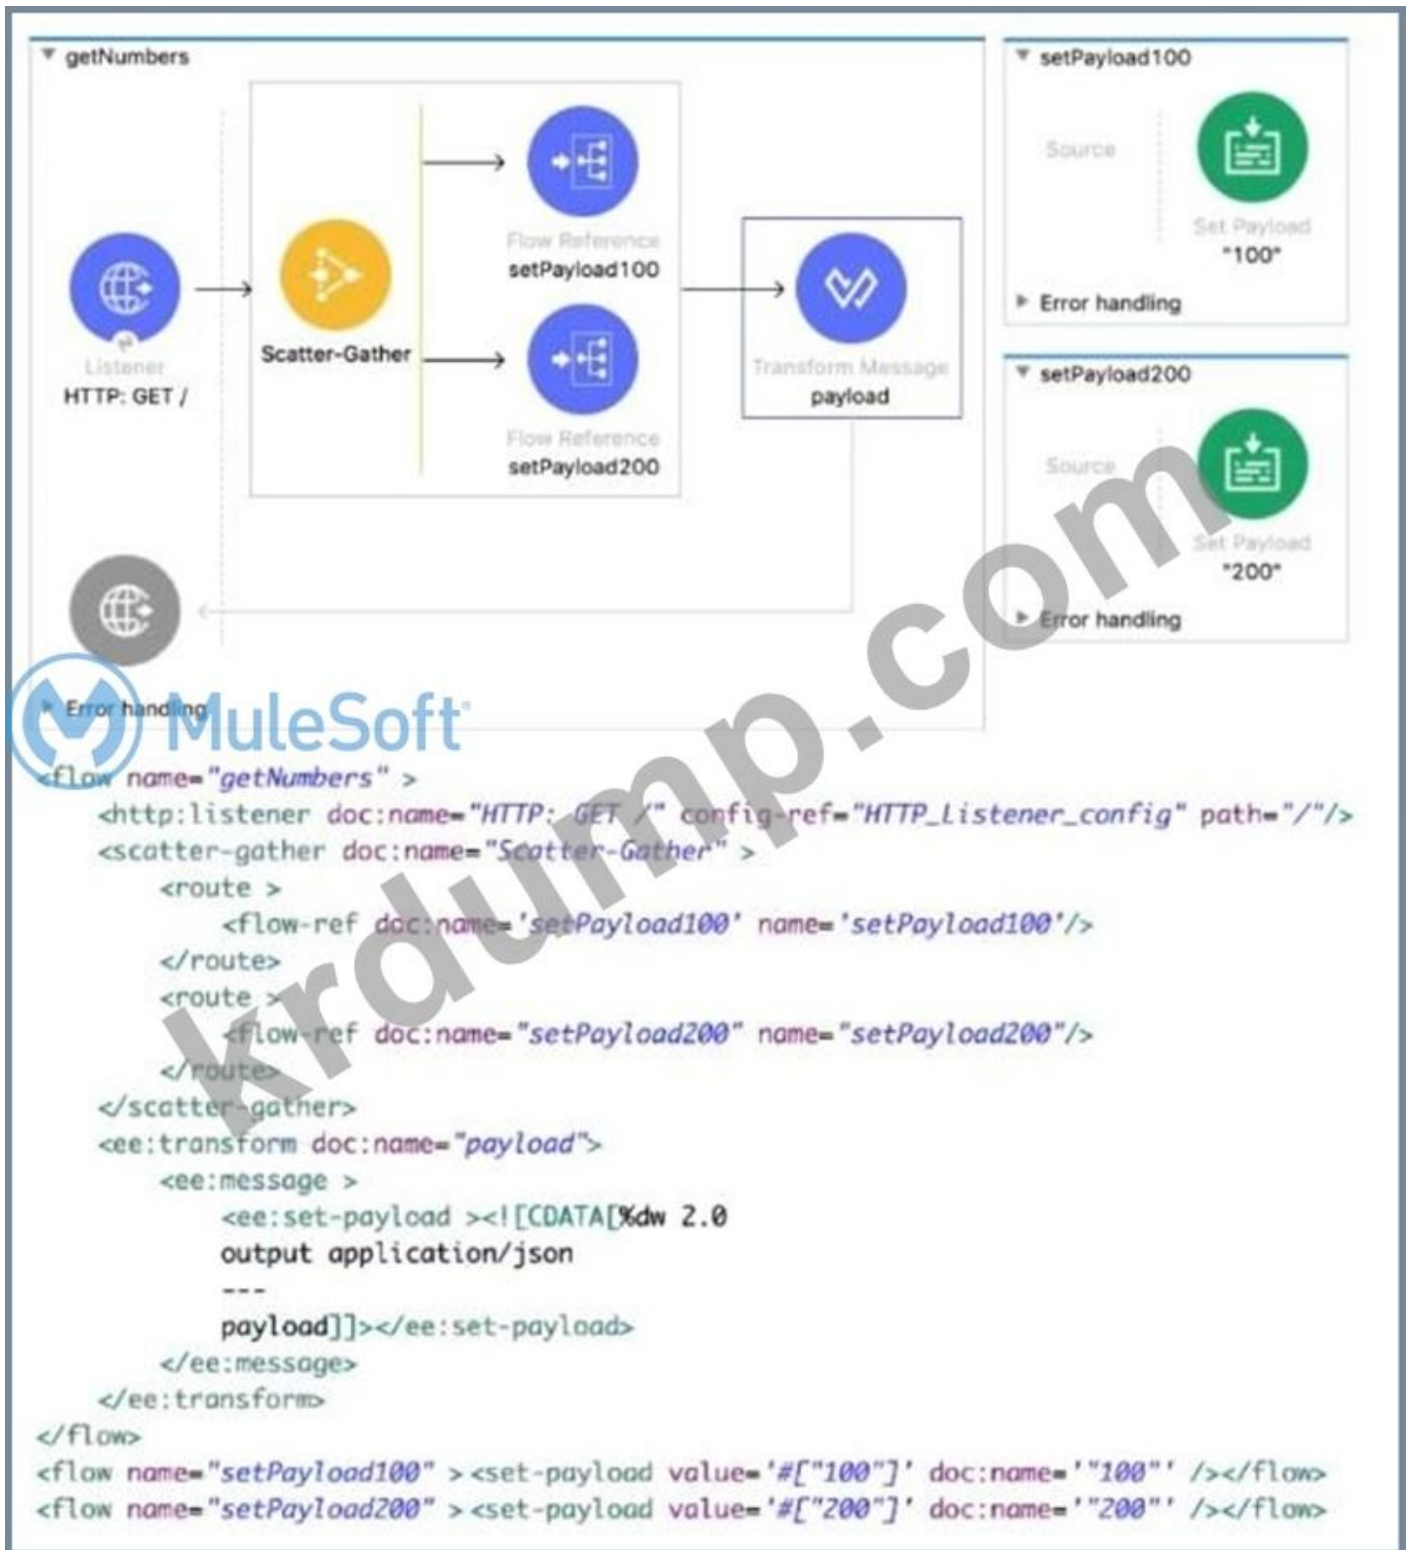 getNumbers
Listener
HTTP: GET /
Scatter-Gather
Flow Reference
setPayload100
Flow Reference
setPayload200
Transform Message
payload
Error handling
setPayload100
Source
Set Payload
"100"
Error handling
setPayload200
Source
Set Payload
"200"
Error handling
MuleSoft
krdump.com
<flow name="getNumbers" >
<http:listener doc:name="HTTP: GET /" config-ref="HTTP_Listener_config" path="/"/>
<scatter-gather doc:name="Scatter-Gather" >
<route >
<flow-ref doc:name='setPayload100' name='setPayload100'/>
</route>
<route >
<flow-ref doc:name="setPayload200" name="setPayload200"/>
</route>
</scatter-gather>
<ee:transform doc:name="payload">
<ee:message >
<ee:set-payload ><![CDATA[%dw 2.0
output application/json
---
payload]]></ee:set-payload>
</ee:message>
</ee:transform>
</flow>
<flow name="setPayload100" ><set-payload value='#["100"]' doc:name='"100"' /></flow>
<flow name="setPayload200" ><set-payload value='#["200"]' doc:name='"200"' /></flow>